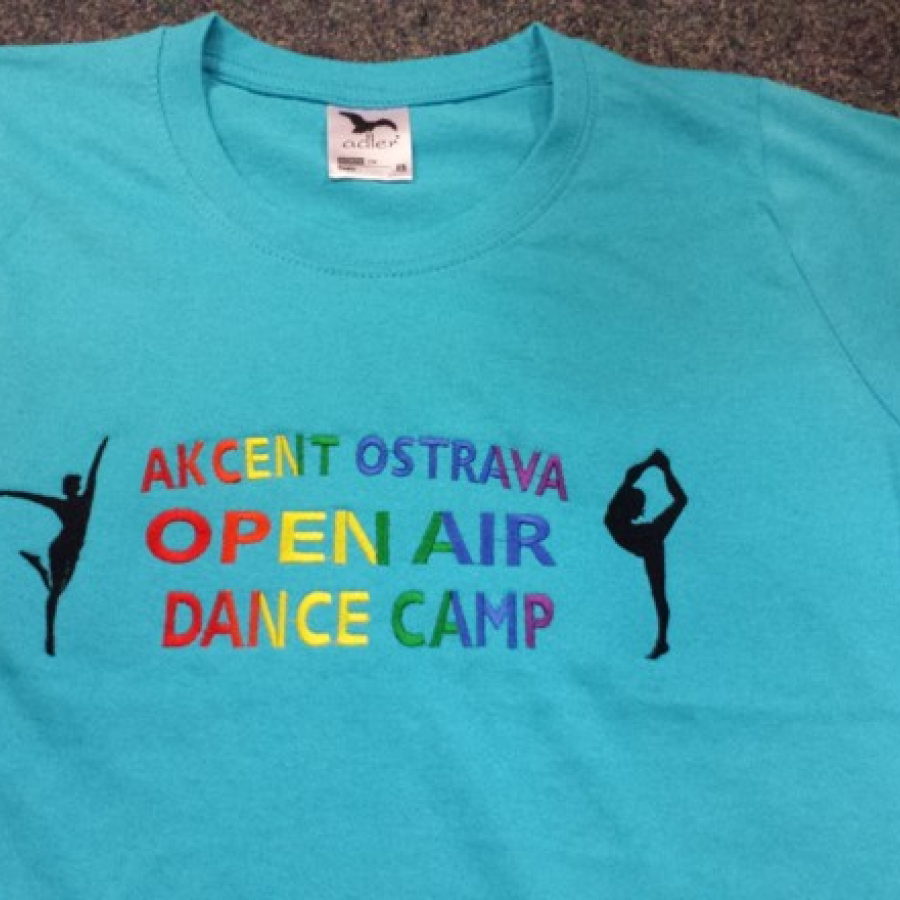 adler
AKCENT OSTRAVA
OPEN AIR
DANCE CAMP